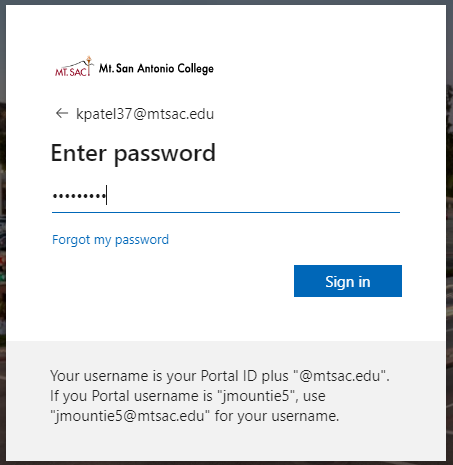 MT. SAC Mt. San Antonio College
← kpatel37@mtsac.edu
Enter password
•••••••••
Forgot my password
Sign in
Your username is your Portal ID plus "@mtsac.edu".
If you Portal username is "jmountie5", use
"jmountie5@mtsac.edu" for your username.